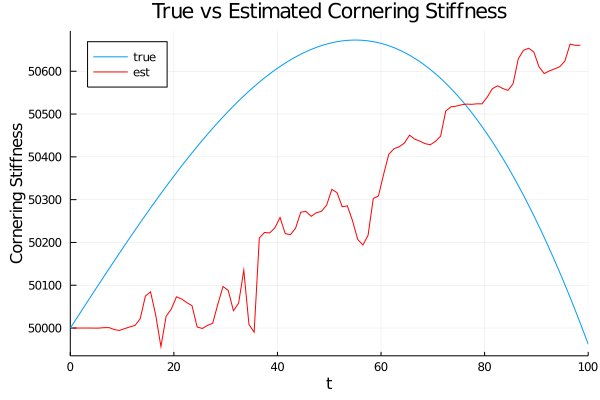 True vs Estimated Cornering Stiffness
true
est
Cornering Stiffness
50600
50500
50400
50300
50200
50100
50000
0 20 40 60 80 100
t